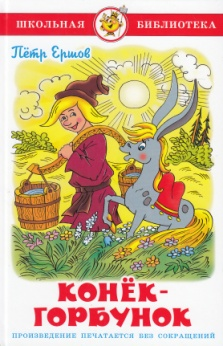 ШКОЛЬНАЯ БИБЛИОТЕКА
Пётр Ершов
КОНЁК-
ГОРБУНОК
ПРОИЗВЕДЕНИЕ ПЕЧАТАЕТСЯ БЕЗ СОКРАЩЕНИЙ